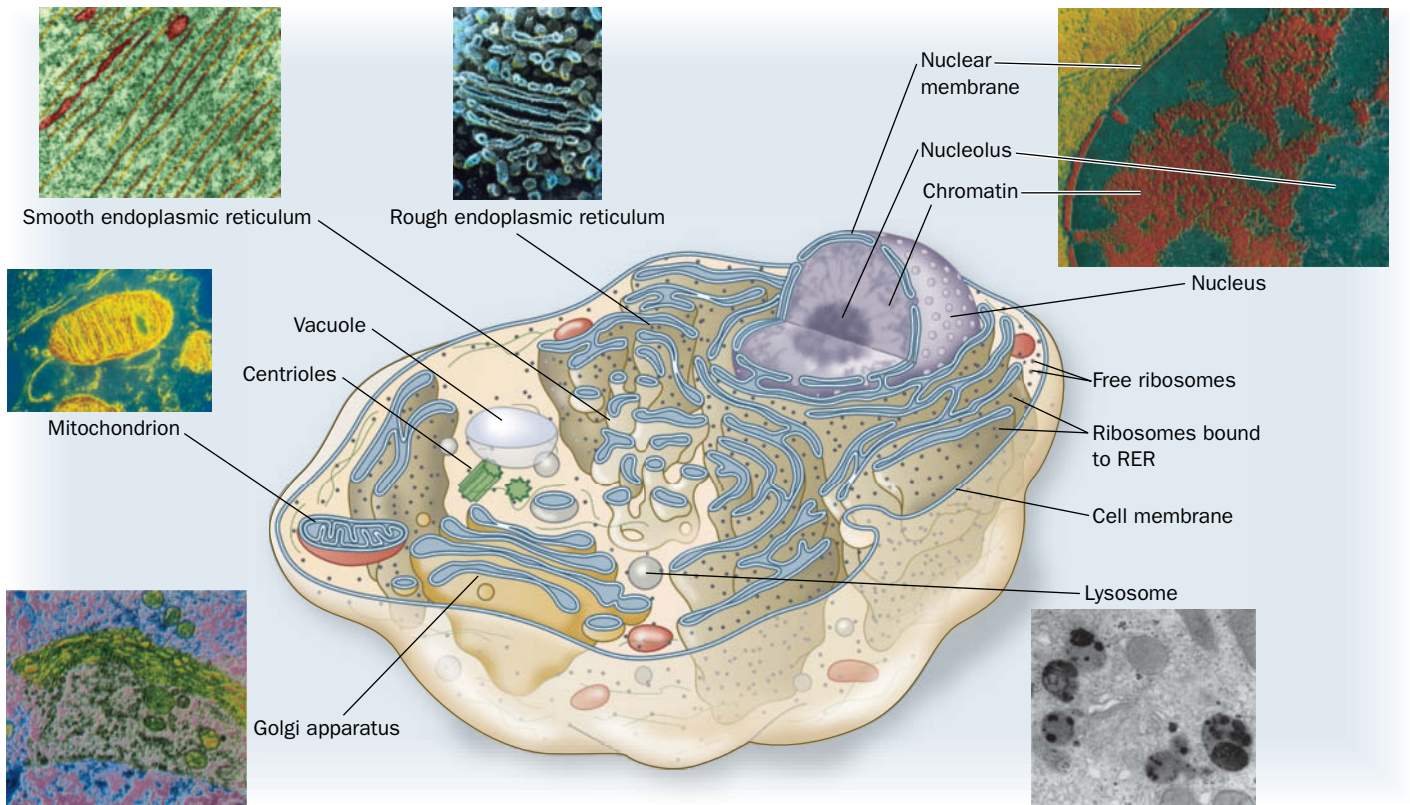 Nuclear
membrane
Nucleolus
Chromatin
Smooth endoplasmic reticulum
Rough endoplasmic reticulum
Nucleus
Vacuole
Centrioles
Free ribosomes
Mitochondrion
Ribosomes bound
to RER
Cell membrane
Lysosome
Golgi apparatus